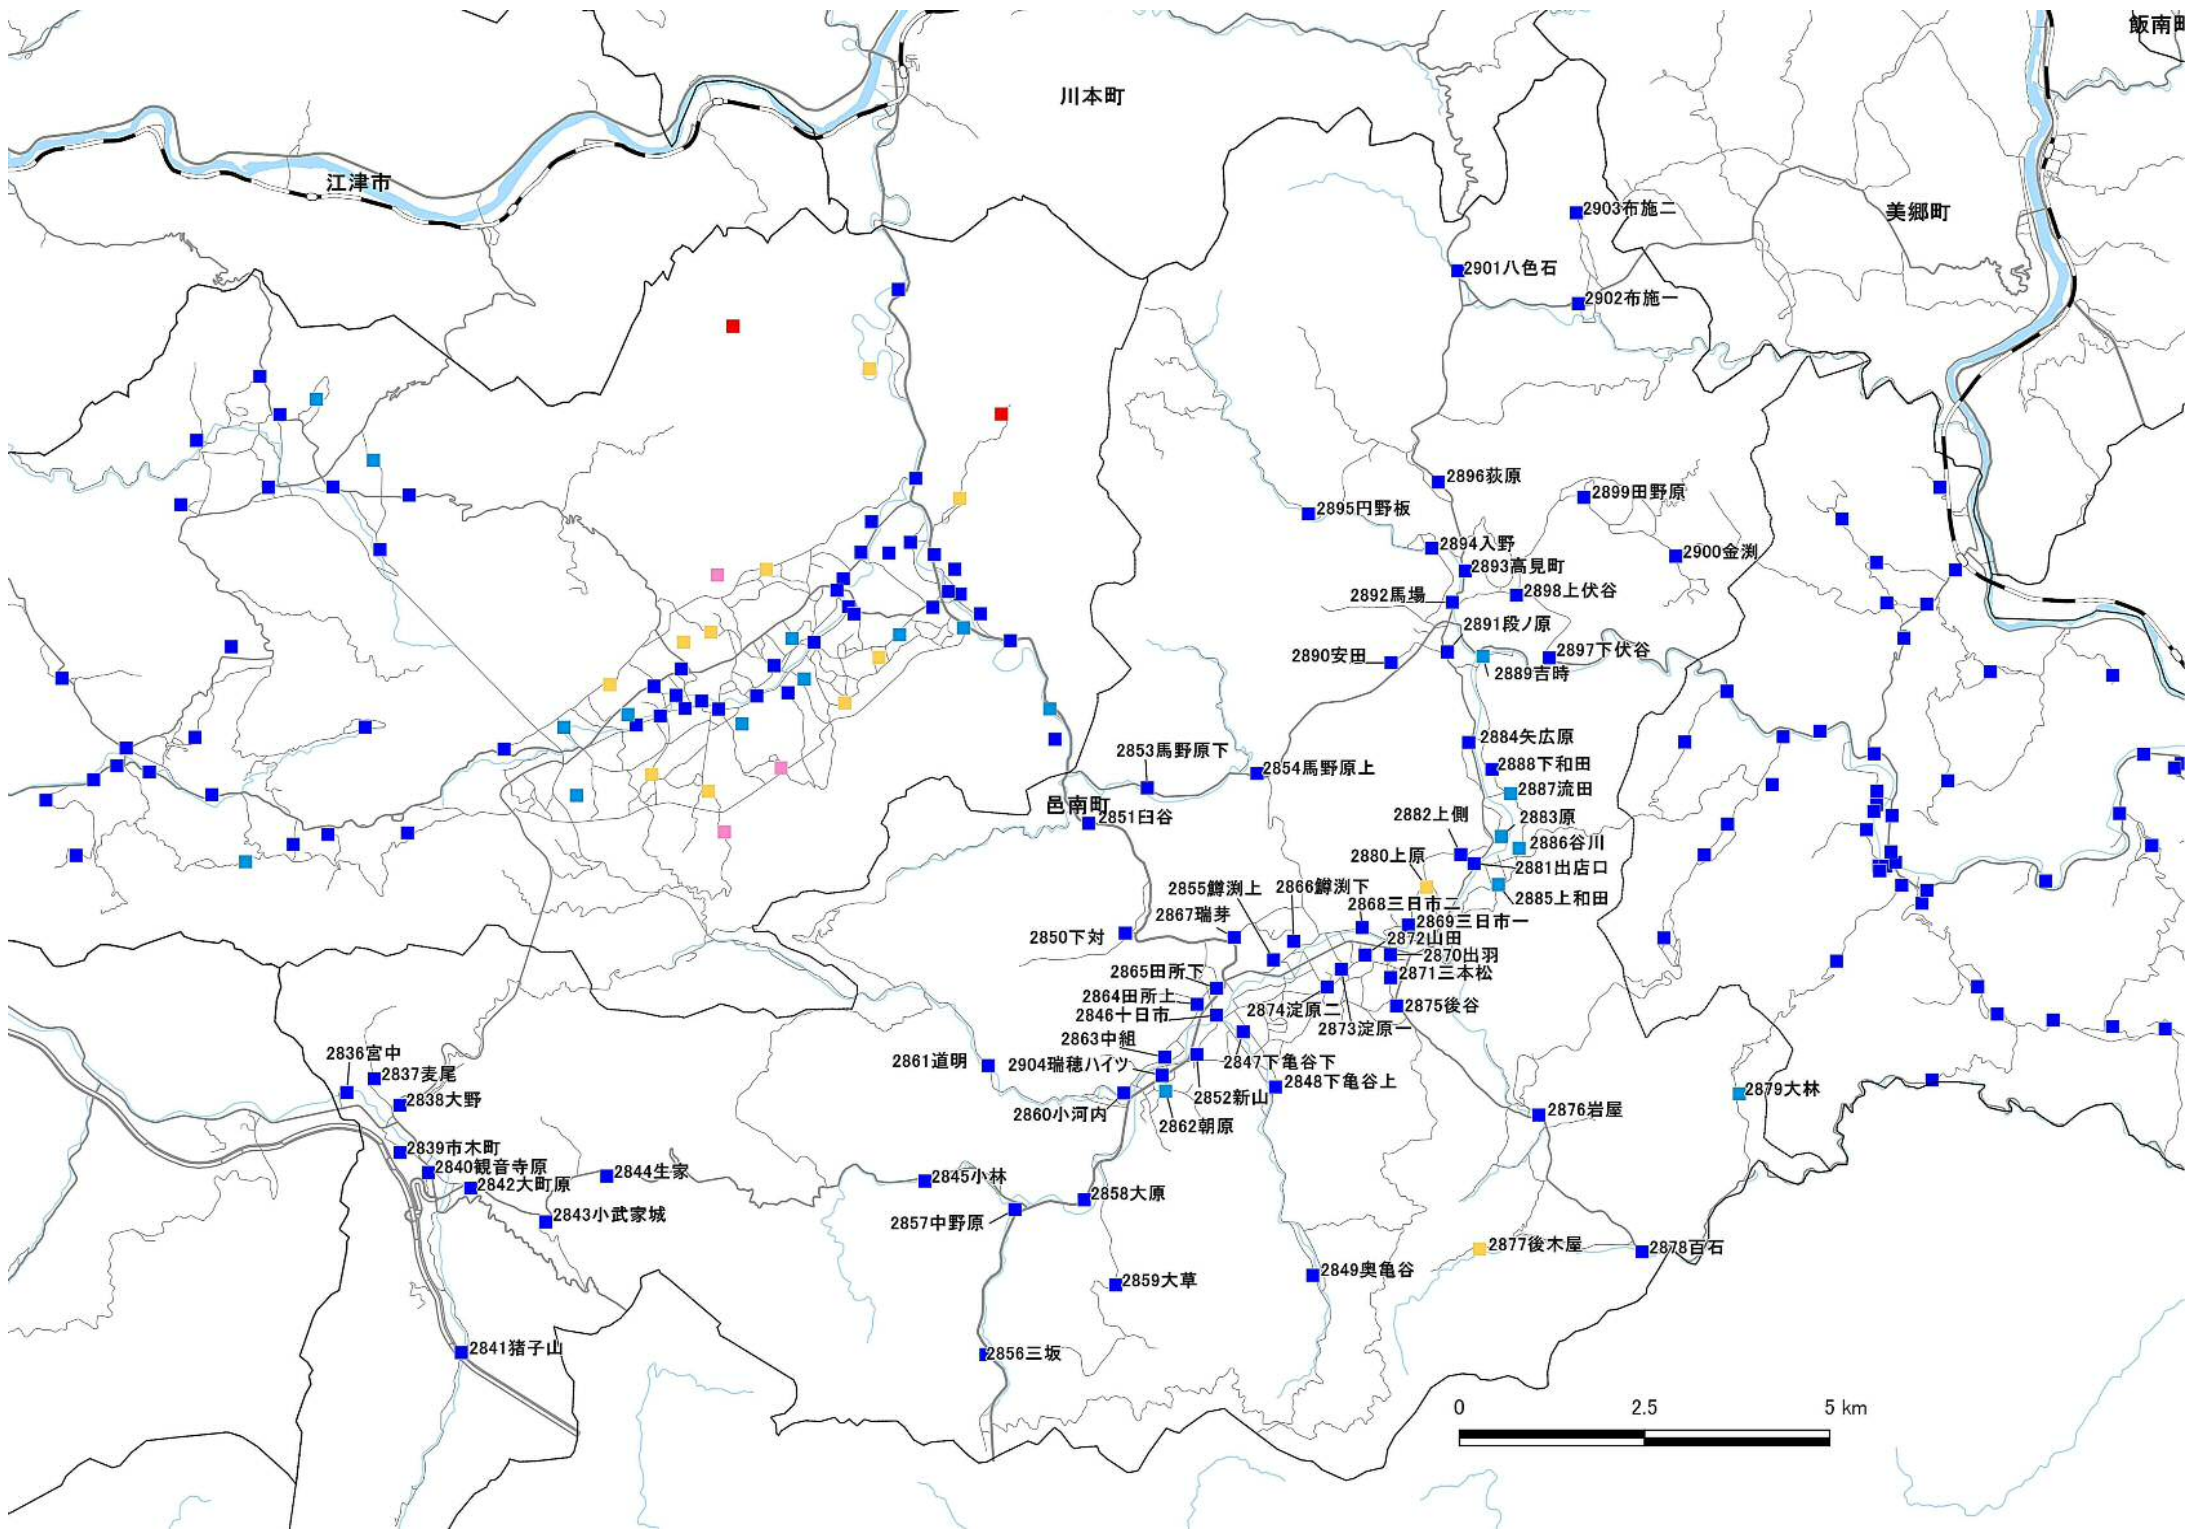 飯南町
川本町
江津市
2903布施二
美郷町
2901八色石
2902布施一
2896荻原
2899田野原
2895円野板
2894入野
2900金渕
2893高見町
2892馬場
2898上伏谷
2891段ノ原
2890安田
2897下伏谷
2889吉時
2884矢広原
2853馬野原下
2854馬野原上
2888下和田
2887流田
邑南町
2851臼谷
2882上側
2883原
2886谷川
2880上原
2881出店口
2855鱒渕上
2866鱒渕下
2885上和田
2868三日市二
2867瑞芽
2869三日市一
2850下対
2872山田
2870出羽
2865田所下
2871三本松
2864田所上
2874淀原二
2875後谷
2846十日市
2873淀原一
2863中組
2836宮中
2861道明
2904瑞穂ハイツ
2847下亀谷下
2837麦尾
2848下亀谷上
2879大林
2838大野
2852新山
2860小河内
2876岩屋
2862朝原
2839市木町
2840観音寺原
2844生家
2845小林
2842大町原
2858大原
2843小武家城
2857中野原
2877後木屋
2878百石
2849奥亀谷
2859大草
2841猪子山
2856三坂
0 2.5 5 km